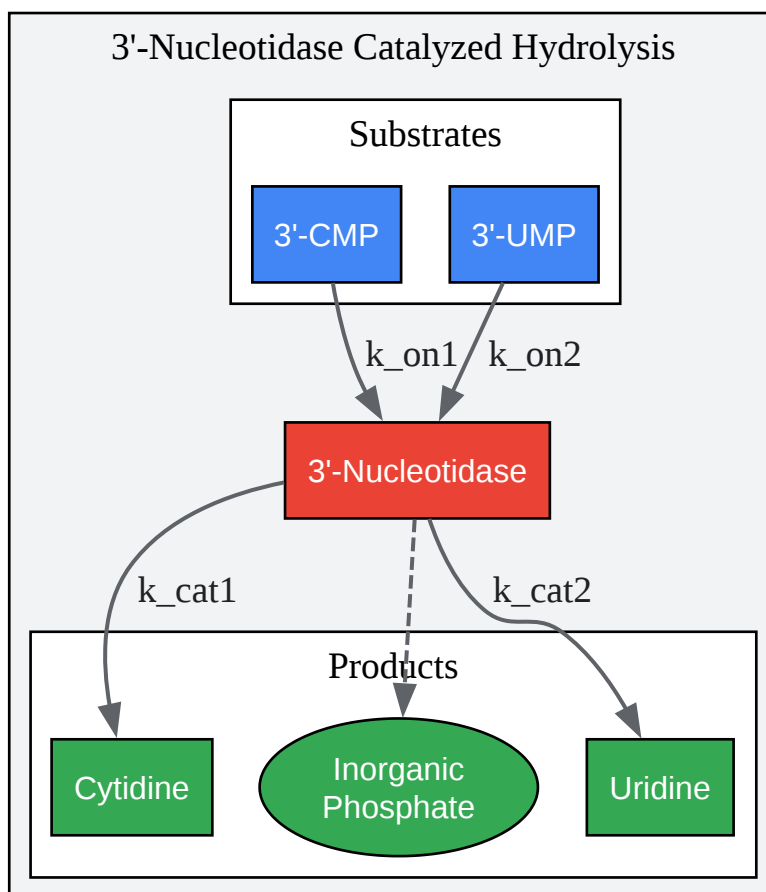 3'-Nucleotidase Catalyzed Hydrolysis
Substrates
3'-CMP
3'-UMP
k_on1
k_on2
3'-Nucleotidase
k_cat1
k_cat2
Products
Cytidine
Inorganic
Phosphate
Uridine